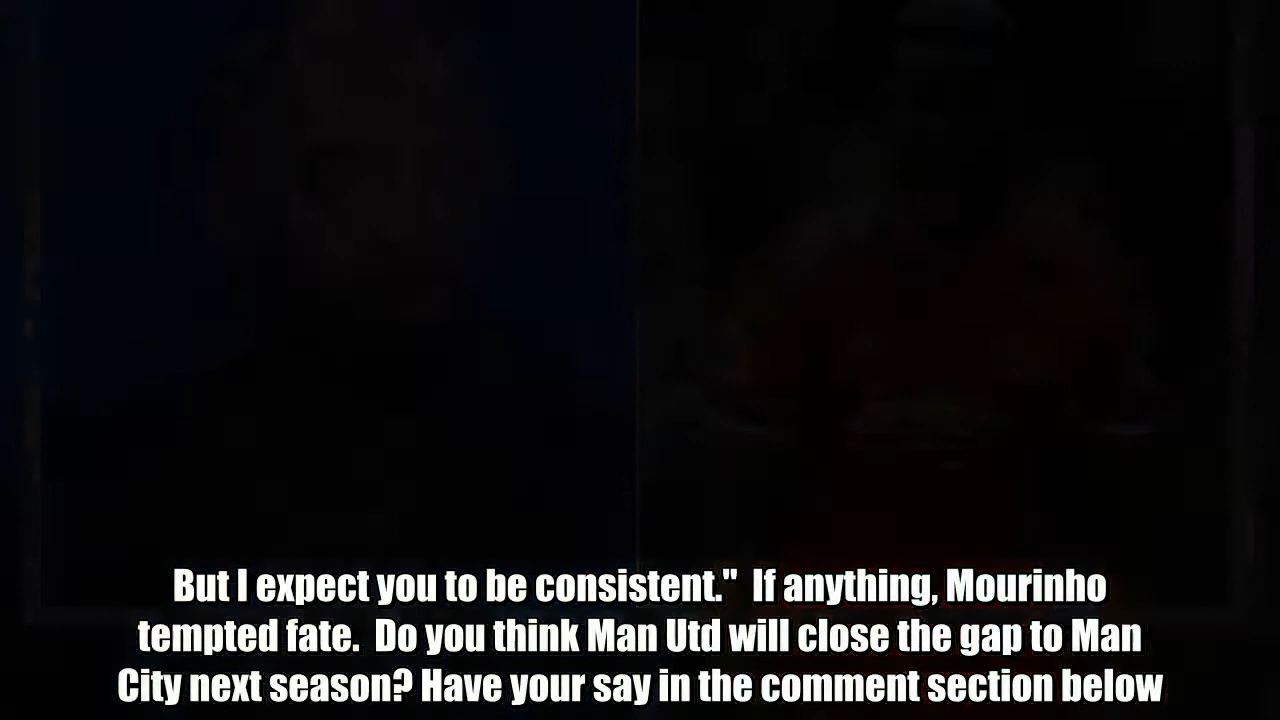 But I expect you to be consistent."  If anything, Mourinho
tempted fate.  Do you think Man Utd will close the gap to Man
City next season? Have your say in the comment section below